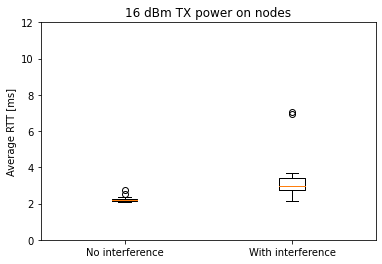 16 dBm TX power on nodes
Average RTT [ms]
12
10
8
6
4
2
0
No interference
With interference